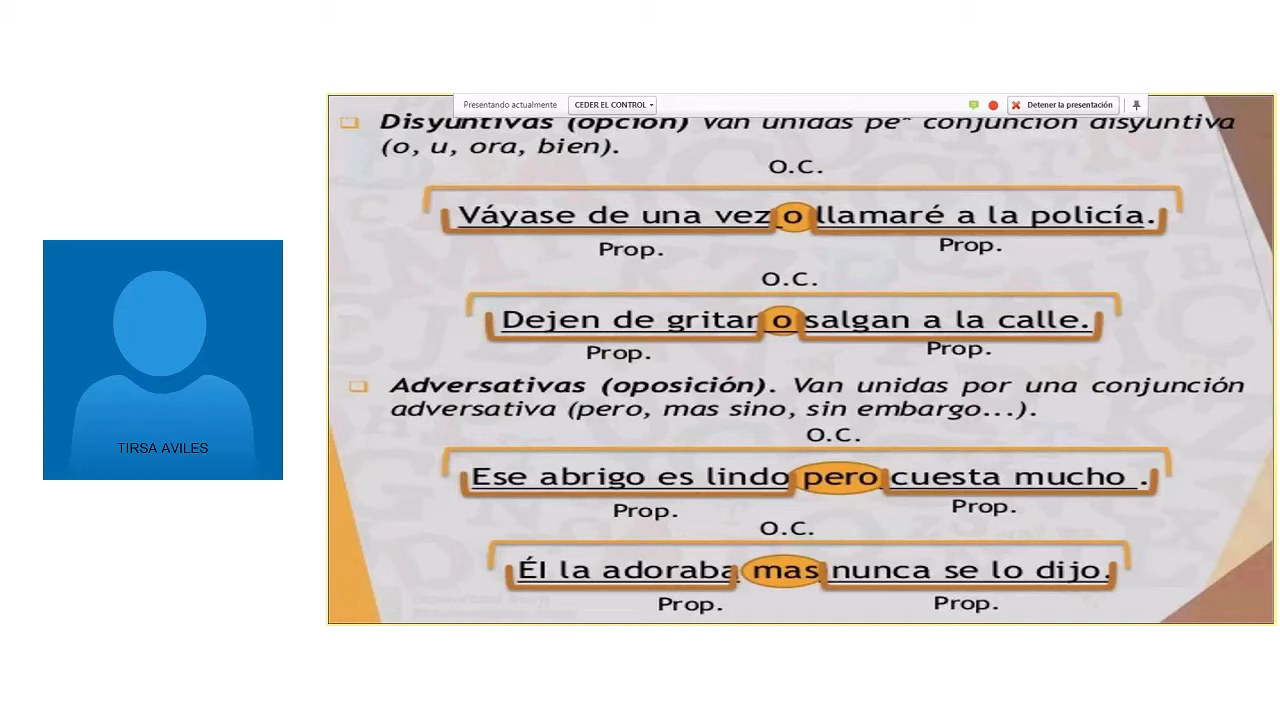 Presentando actualmente CEDER EL CONTROL Detener la presentación
Disyuntivas (opción) Van unidas conjunción disyuntiva
(o, u, ora, bien).
O.C.
Váyase de una vez o llamaré a la policía.
Prop. Prop.
O.C.
Dejen de gritar o salgan a la calle.
Prop. Prop.
Adversativas (oposición). Van unidas por una conjunción
adversativa (pero, mas sino, sin embargo...).
O.C.
TIRSA AVILES
Ese abrigo es lindo pero cuesta mucho .
Prop. Prop.
O.C.
Él la adoraba mas nunca se lo dijo.
Prop. Prop.